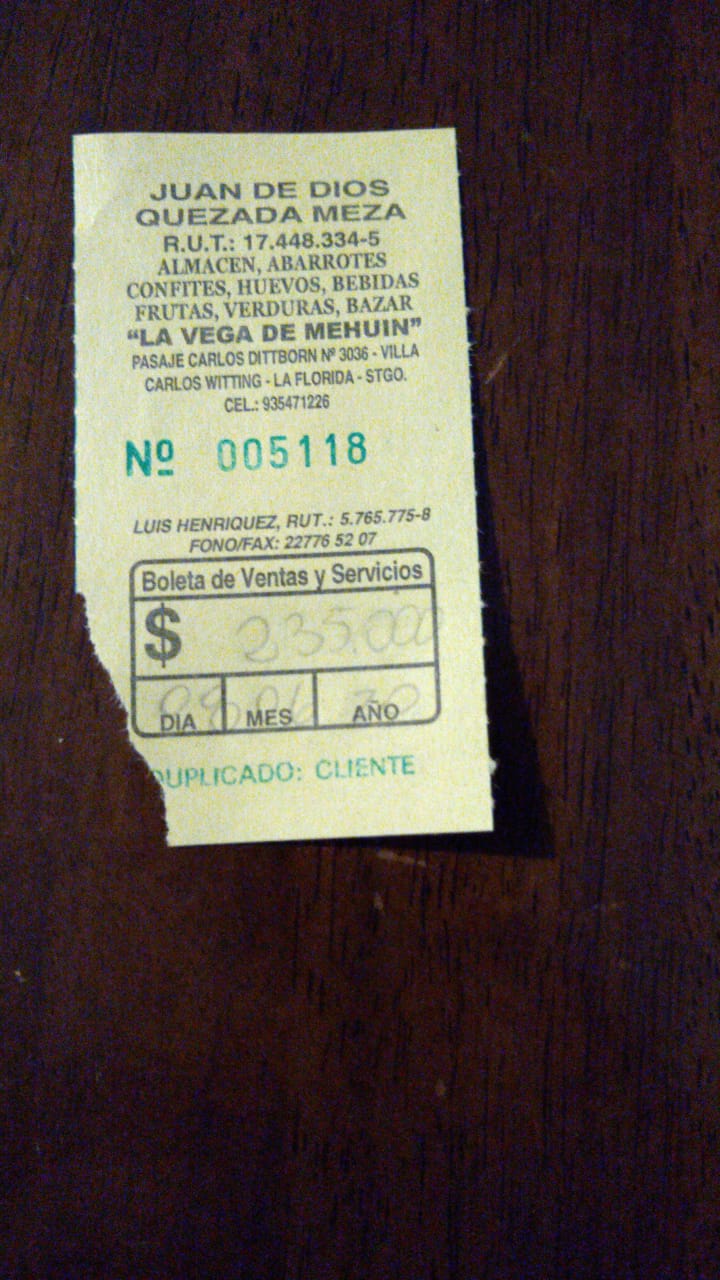 JUAN DE DIOS
QUEZADA MEZA
R.U.T.: 17.448.334-5
ALMACEN, ABARROTES
CONFITES, HUEVOS, BEBIDAS
FRUTAS, VERDURAS, BAZAR
“LA VEGA DE MEHUIN”
PASAJE CARLOS DITTBORN Nº 3036 - VILLA
CARLOS WITTING - LA FLORIDA - STGO.
CEL.: 935471226
Nº 005118
LUIS HENRIQUEZ, RUT.: 5.765.775-8
FONO/FAX: 22776 52 07
Boleta de Ventas y Servicios
$ 235.000
DIA MES AÑO
DUPLICADO: CLIENTE